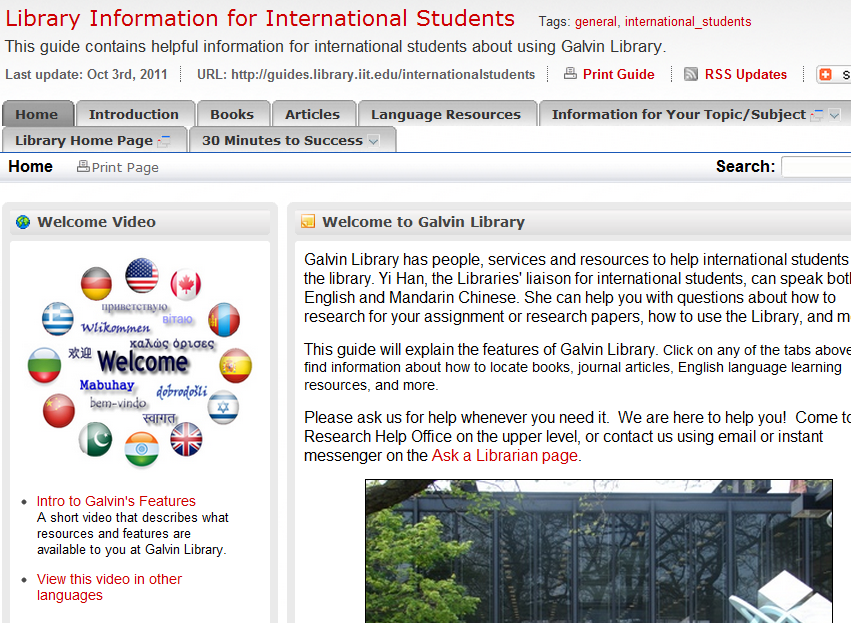 Library Information for International Students Tags: general, international_students
This guide contains helpful information for international students about using Galvin Library.
Last update: Oct 3rd, 2011 URL: http://guides.library.iit.edu/internationalstudents Print Guide RSS Updates S
Home Introduction Books Articles Language Resources Information for Your Topic/Subject
Library Home Page 30 Minutes to Success
Home Print Page Search:
Welcome Video
привітствую
вітаю
Wilkommen
καλώς όρισες
欢迎 Welcome
Mabuhay
dobrodošli
bem-vindo
स्वागत
Intro to Galvin's Features
A short video that describes what
resources and features are
available to you at Galvin Library.
View this video in other
languages
Welcome to Galvin Library
Galvin Library has people, services and resources to help international students
the library. Yi Han, the Libraries' liaison for international students, can speak bot
English and Mandarin Chinese. She can help you with questions about how to
research for your assignment or research papers, how to use the Library, and m
This guide will explain the features of Galvin Library. Click on any of the tabs above
find information about how to locate books, journal articles, English language learning
resources, and more.
Please ask us for help whenever you need it. We are here to help you! Come to
Research Help Office on the upper level, or contact us using email or instant
messenger on the Ask a Librarian page.